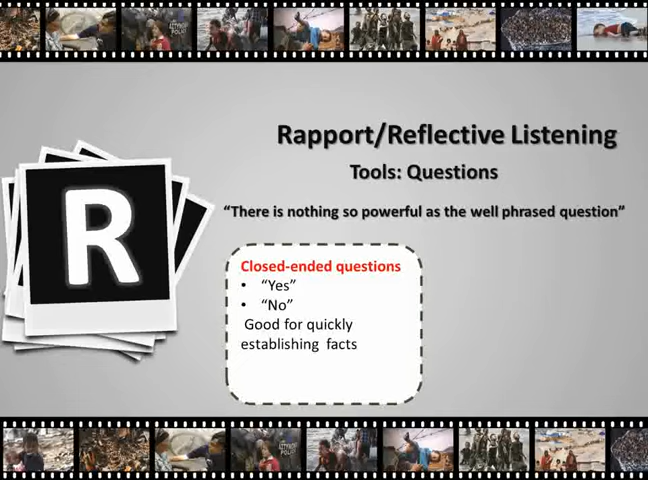 Rapport/Reflective Listening
Tools: Questions
“There is nothing so powerful as the well phrased question”
R
Closed-ended questions
• “Yes”
• “No”
Good for quickly
establishing facts